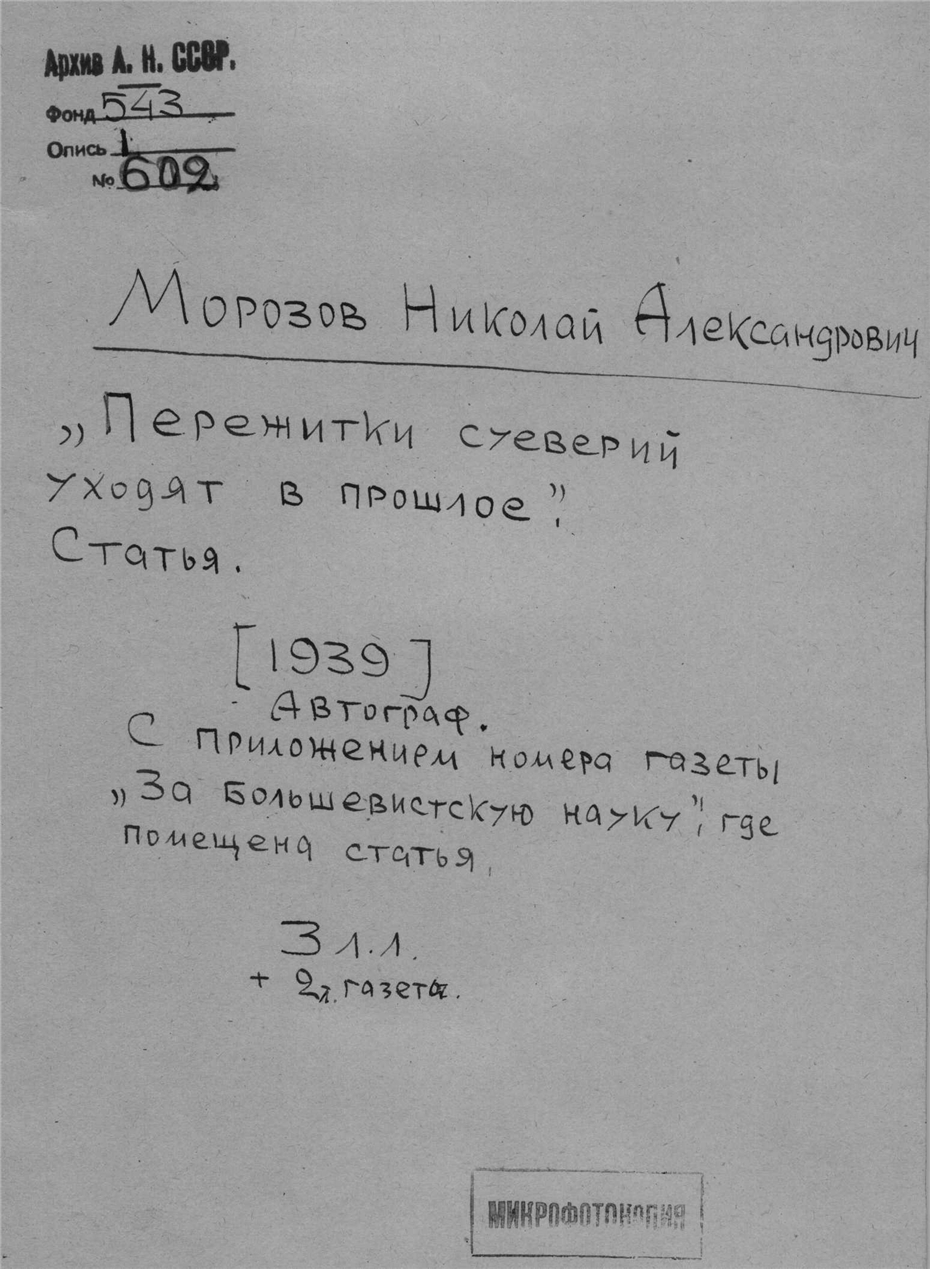 Архив А. Н. СССР.
Фонд 543
Опись 1
№ 602
Морозов Николай Александрович
„Пережитки суеверий
уходят в прошлое”.
Статья.
[1939]
Автограф.
С приложением номера газеты
„За большевистскую науку”, где
помещена статья.
3 л.л.
+ 2л. газета.
МИКРОФОТОКОПИЯ